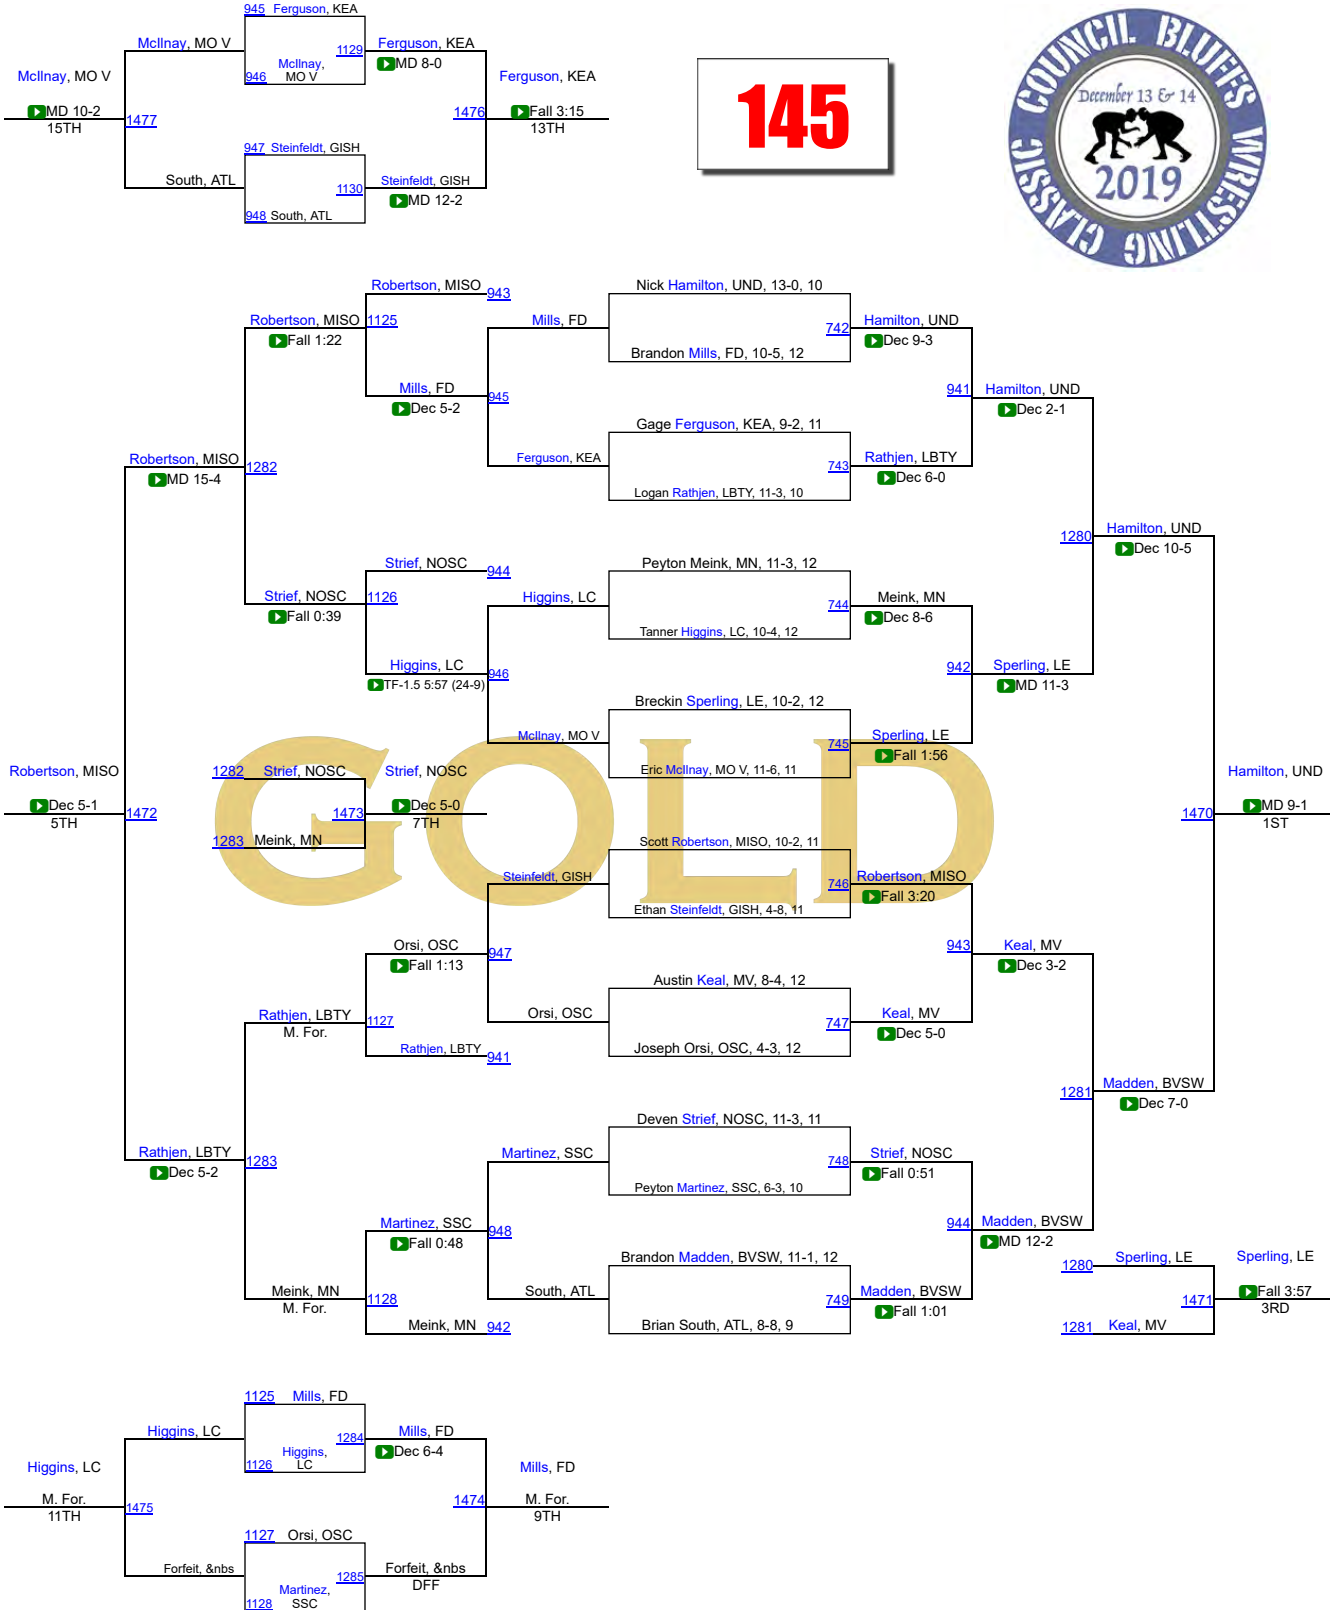 945 Ferguson, KEA
McIlnay, MO V
1129
Ferguson, KEA
MD 8-0
McIlnay, MO V
946
McIlnay, MO V
Ferguson, KEA
MD 10-2
15TH
1477
1476
Fall 3:15
13TH
947 Steinfeldt, GISH
South, ATL
1130
Steinfeldt, GISH
MD 12-2
948 South, ATL
145
COUNCIL BLUFFS WRESTLING CLASSIC
December 13 & 14
2019
Robertson, MISO 943
Nick Hamilton, UND, 13-0, 10
Robertson, MISO 1125
Fall 1:22
Mills, FD
742
Hamilton, UND
Dec 9-3
Brandon Mills, FD, 10-5, 12
Mills, FD
Dec 5-2
945
941
Hamilton, UND
Dec 2-1
Gage Ferguson, KEA, 9-2, 11
Robertson, MISO
MD 15-4
1282
Ferguson, KEA
743
Rathjen, LBTY
Dec 6-0
Logan Rathjen, LBTY, 11-3, 10
1280
Hamilton, UND
Dec 10-5
Strief, NOSC 944
Peyton Meink, MN, 11-3, 12
Strief, NOSC 1126
Fall 0:39
Higgins, LC
744
Meink, MN
Dec 8-6
Tanner Higgins, LC, 10-4, 12
Higgins, LC
TF-1.5 5:57 (24-9)
946
942
Sperling, LE
MD 11-3
Breckin Sperling, LE, 10-2, 12
McIlnay, MO V
745
Sperling, LE
Fall 1:56
Eric McIlnay, MO V, 11-6, 11
GOLD
Robertson, MISO
Dec 5-1
5TH
1472
1282 Strief, NOSC
Strief, NOSC
1473
Dec 5-0
7TH
1283 Meink, MN
Hamilton, UND
1470
MD 9-1
1ST
Scott Robertson, MISO, 10-2, 11
Steinfeldt, GISH
746
Robertson, MISO
Fall 3:20
Ethan Steinfeldt, GISH, 4-8, 11
Orsi, OSC
Fall 1:13
947
943
Keal, MV
Dec 3-2
Austin Keal, MV, 8-4, 12
Rathjen, LBTY
M. For.
1127
Orsi, OSC
747
Keal, MV
Dec 5-0
Rathjen, LBTY 941
Joseph Orsi, OSC, 4-3, 12
1281
Madden, BVSW
Dec 7-0
Deven Strief, NOSC, 11-3, 11
Rathjen, LBTY
Dec 5-2
1283
Martinez, SSC
748
Strief, NOSC
Fall 0:51
Peyton Martinez, SSC, 6-3, 10
Martinez, SSC
Fall 0:48
948
944
Madden, BVSW
MD 12-2
Brandon Madden, BVSW, 11-1, 12
1280 Sperling, LE
Sperling, LE
Meink, MN
M. For.
1128
South, ATL
749
Madden, BVSW
Fall 1:01
1471
Fall 3:57
3RD
Meink, MN 942
Brian South, ATL, 8-8, 9
1281 Keal, MV
1125 Mills, FD
Higgins, LC
1284
Mills, FD
Dec 6-4
Higgins, LC
1126
Higgins, LC
Mills, FD
M. For.
11TH
1475
1474
M. For.
9TH
1127 Orsi, OSC
Forfeit, &nbs
1285
Forfeit, &nbs
DFF
Martinez, SSC
1128